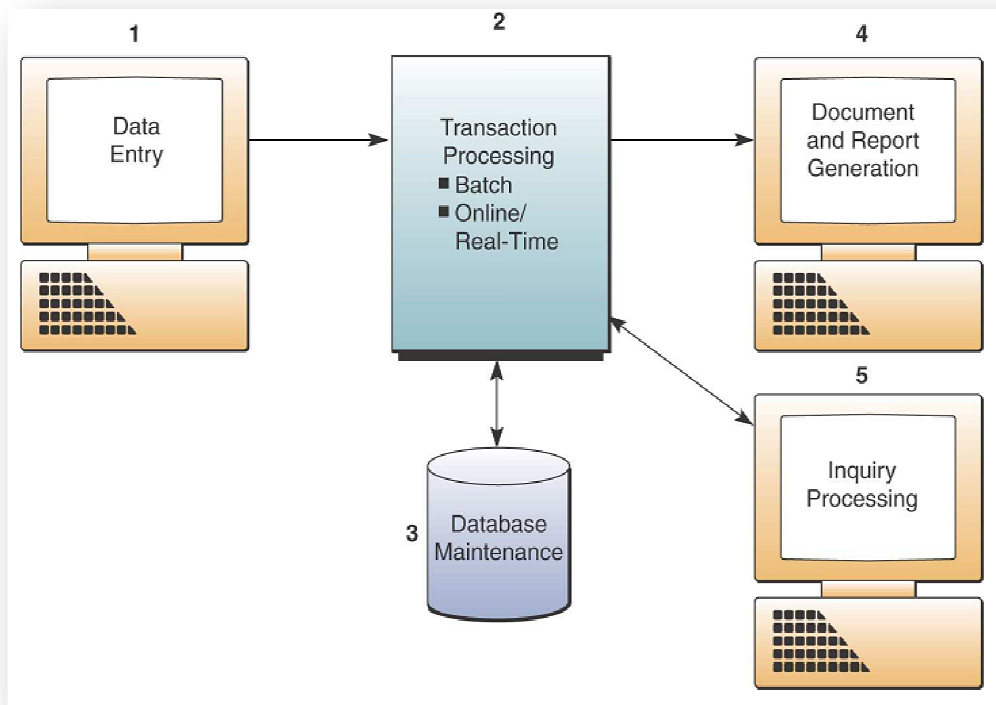 1
Data
Entry
2
Transaction
Processing
■ Batch
■ Online/
Real-Time
3
Database
Maintenance
4
Document
and Report
Generation
5
Inquiry
Processing